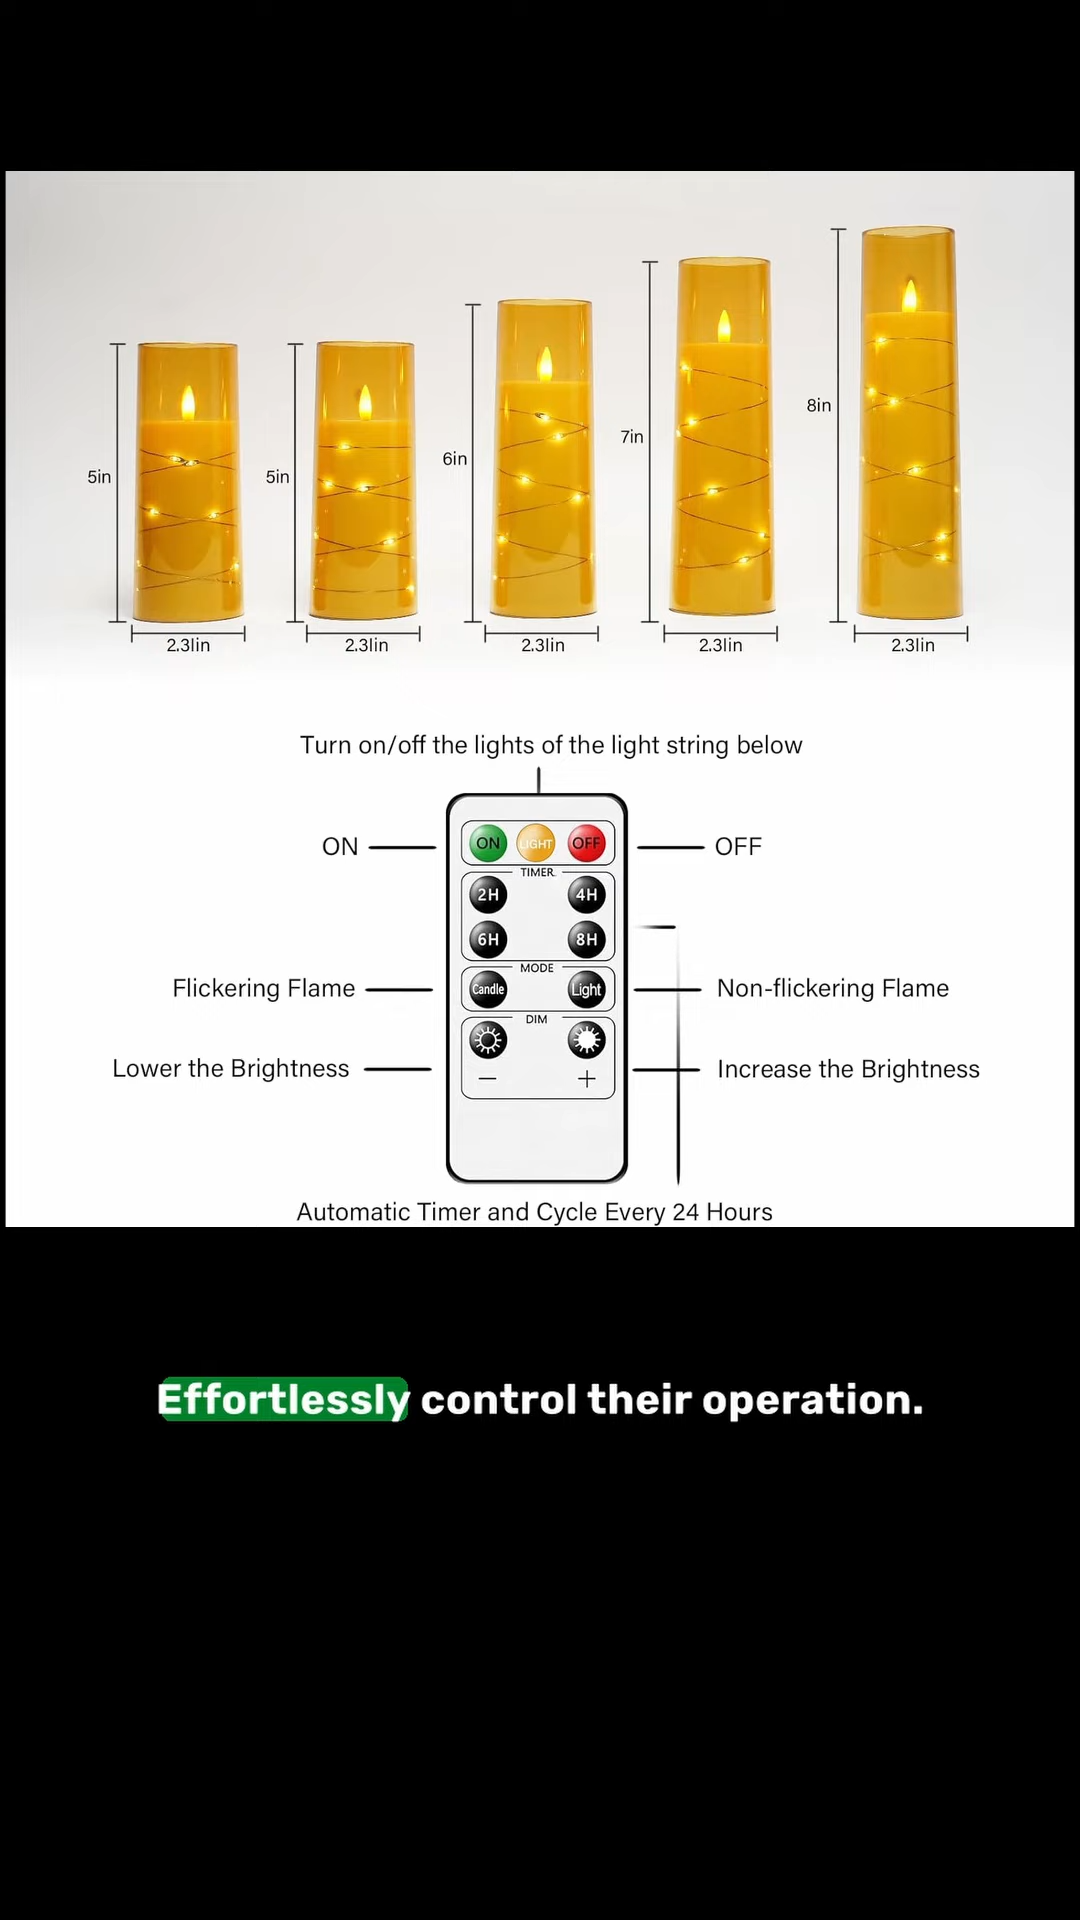 8in
7in
6in
5in
5in
2.3lin
2.3lin
2.3lin
2.3lin
2.3lin
Turn on/off the lights of the light string below
ON
ON
LIGHT
OFF
OFF
TIMER
2H
4H
6H
8H
MODE
Flickering Flame
Candle
Light
Non-flickering Flame
DIM
Lower the Brightness
−
+
Increase the Brightness
Automatic Timer and Cycle Every 24 Hours
Effortlessly control their operation.